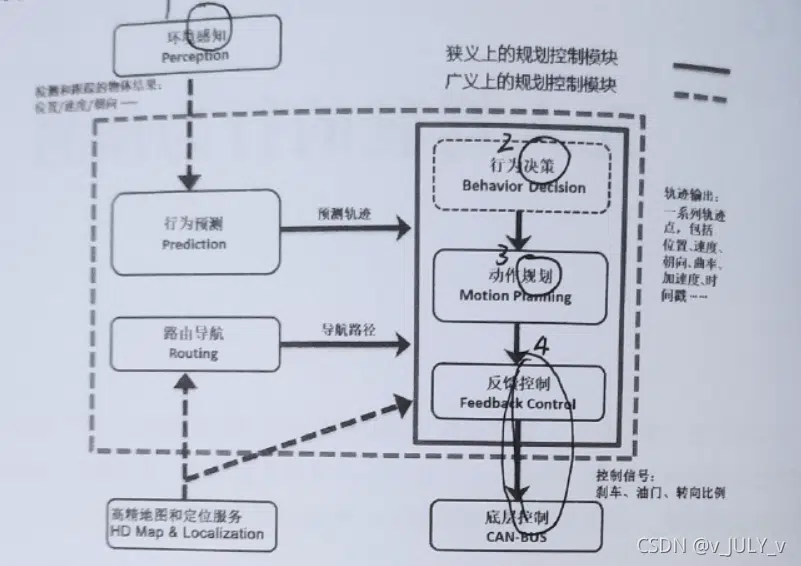 环境感知
Perception
狭义上的规划控制模块
广义上的规划控制模块
检测和跟踪的物体结果：
位置/速度/朝向 ……
2
行为决策
Behavior Decision
行为预测
Prediction
预测轨迹
轨迹输出：
一系列轨迹
点，包括
位置、速度、
朝向、曲率、
加速度、时
间戳 ……
3
动作规划
Motion Planning
路由导航
Routing
导航路径
4
反馈控制
Feedback Control
控制信号：
刹车、油门、转向比例
高精地图和定位服务
HD Map & Localization
底层控制
CAN-BUS
CSDN @v_JULY_v